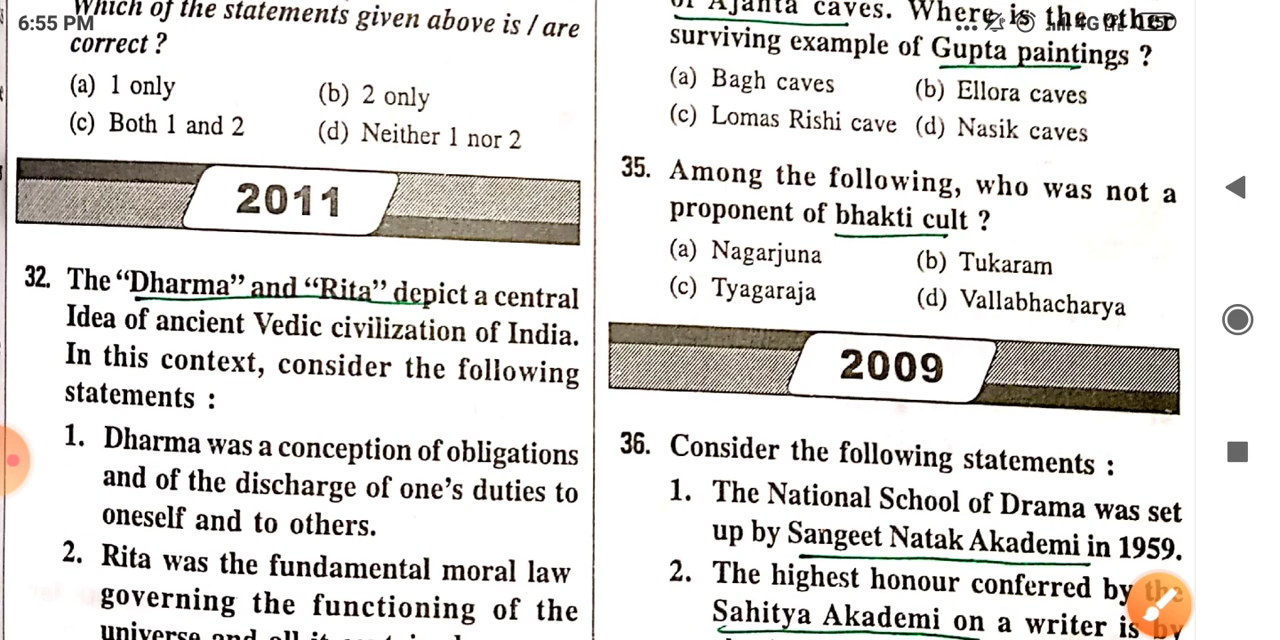 6:55 PM
Which of the statements given above is / are
correct ?
(a) 1 only
(b) 2 only
(c) Both 1 and 2
(d) Neither 1 nor 2
2011
32. The “Dharma” and “Rita” depict a central
Idea of ancient Vedic civilization of India.
In this context, consider the following
statements :
1. Dharma was a conception of obligations
and of the discharge of one’s duties to
oneself and to others.
2. Rita was the fundamental moral law
governing the functioning of the
universe and all it
of Ajanta caves. Where is the other
surviving example of Gupta paintings ?
(a) Bagh caves
(b) Ellora caves
(c) Lomas Rishi cave
(d) Nasik caves
35. Among the following, who was not a
proponent of bhakti cult ?
(a) Nagarjuna
(b) Tukaram
(c) Tyagaraja
(d) Vallabhacharya
2009
36. Consider the following statements :
1. The National School of Drama was set
up by Sangeet Natak Akademi in 1959.
2. The highest honour conferred by the
Sahitya Akademi on a writer is by